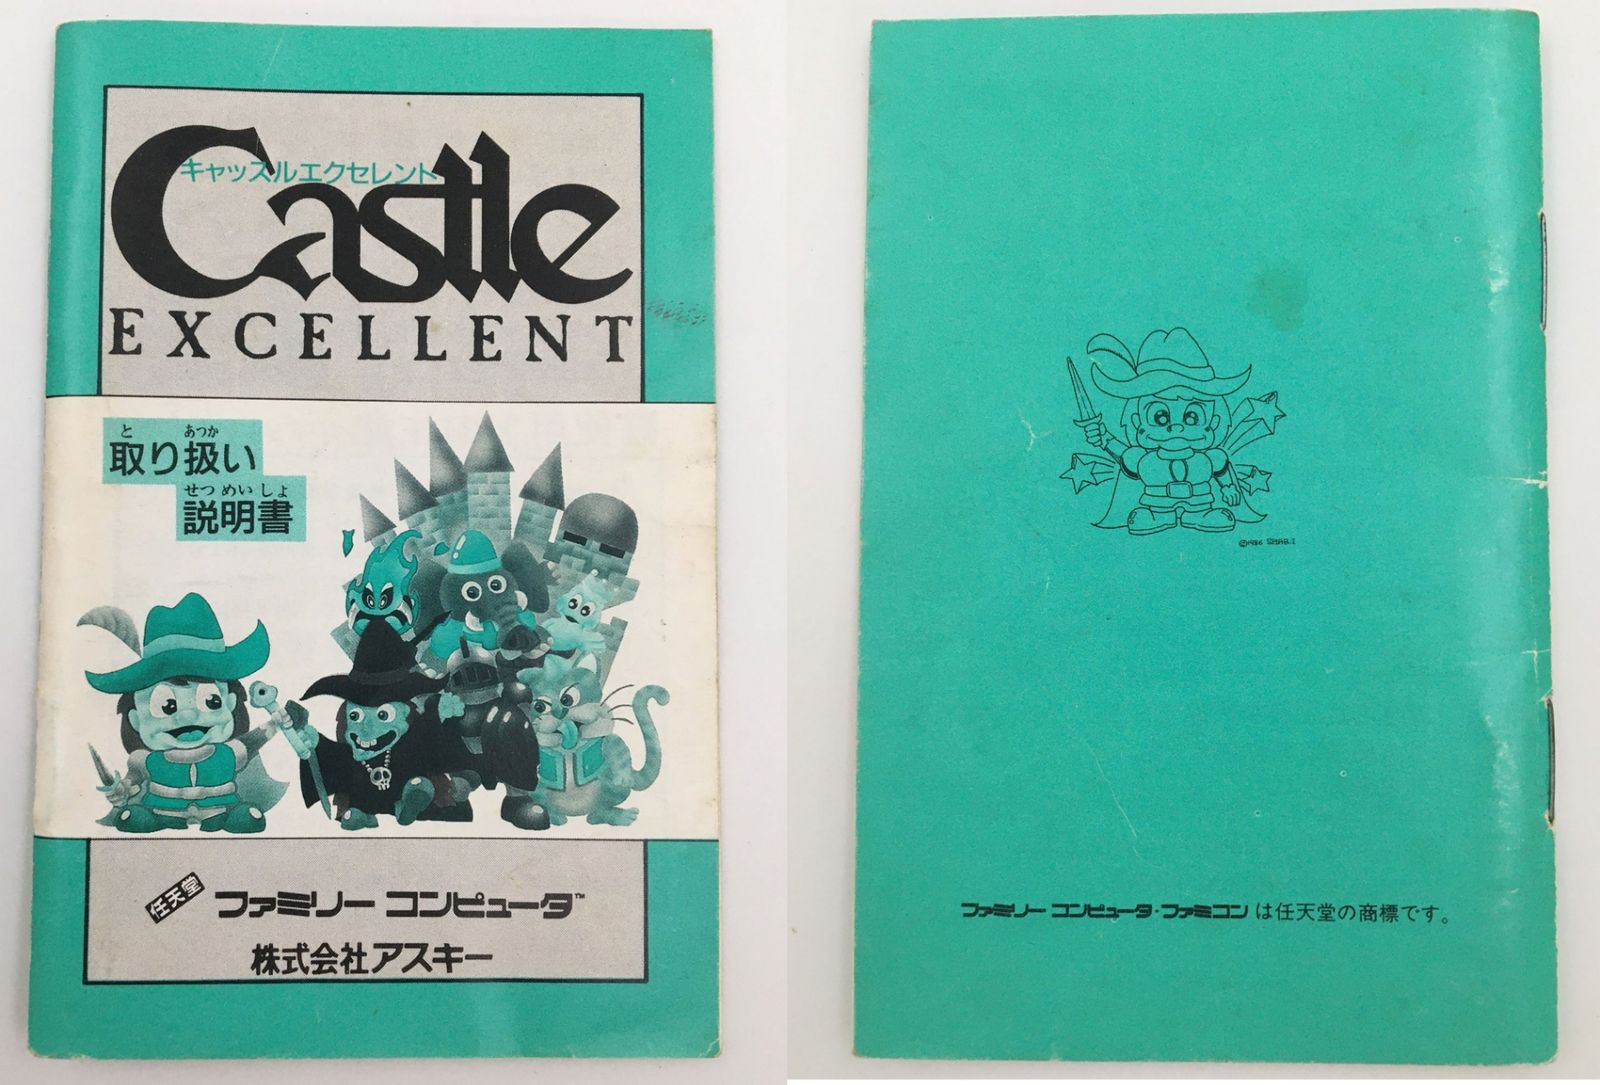 Castle
キャッスルエクセレント
EXCELLENT
と あつか
取り扱い
せつ めい しょ
説明書
任天堂 ファミリー コンピュータ™
株式会社アスキー
©1986
ファミリー コンピュータ・ファミコン は任天堂の商標です。